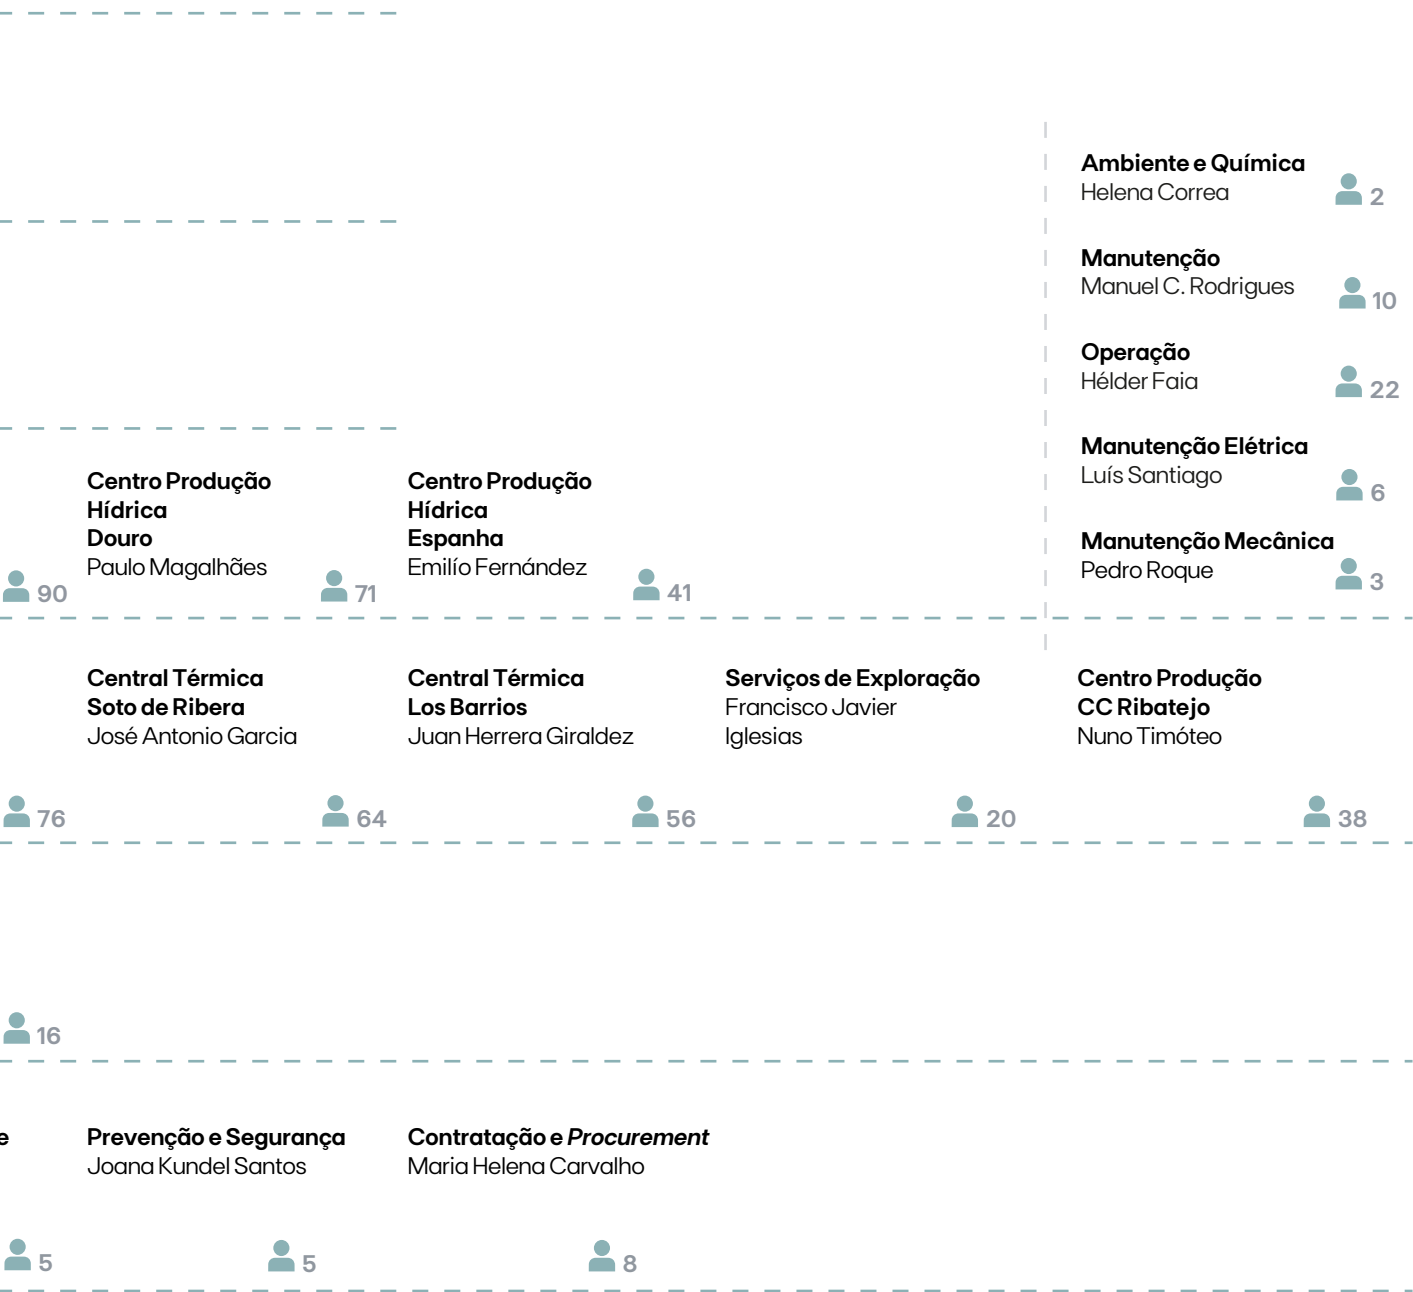 Ambiente e Química
Helena Correa
2
Manutenção
Manuel C. Rodrigues
10
Operação
Hélder Faia
22
Manutenção Elétrica
Luís Santiago
6
Manutenção Mecânica
Pedro Roque
3
90
Centro Produção
Hídrica
Douro
Paulo Magalhães
71
Centro Produção
Hídrica
Espanha
Emilío Fernández
41
76
Central Térmica
Soto de Ribera
José Antonio Garcia
64
Central Térmica
Los Barrios
Juan Herrera Giraldez
56
Serviços de Exploração
Francisco Javier
Iglesias
20
Centro Produção
CC Ribatejo
Nuno Timóteo
38
16
e
5
Prevenção e Segurança
Joana Kundel Santos
5
Contratação e Procurement
Maria Helena Carvalho
8